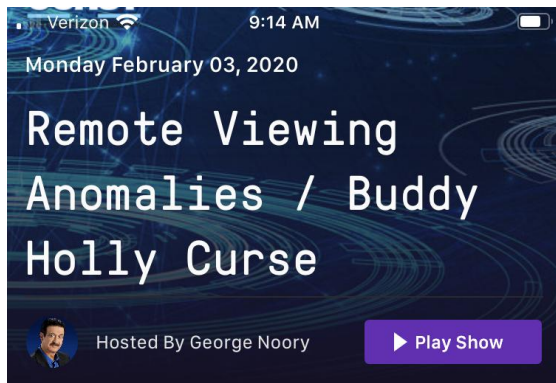 Verizon 9:14 AM
Monday February 03, 2020
Remote Viewing
Anomalies / Buddy
Holly Curse
Hosted By George Noory
Play Show